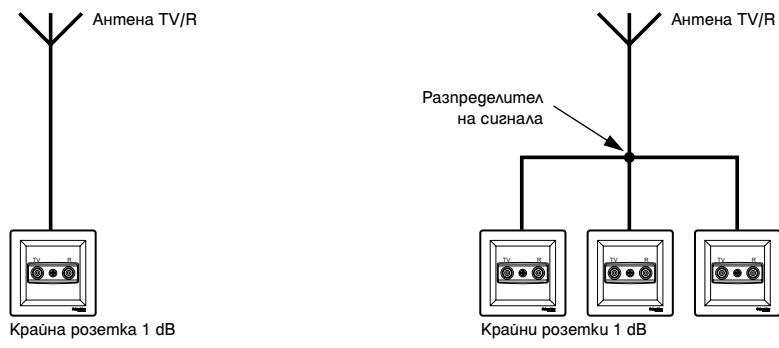 Антена TV/R
Антена TV/R
Разпределител
на сигнала
TV R
TV R
TV R
TV R
Крайна розетка 1 dB
Крайни розетки 1 dB